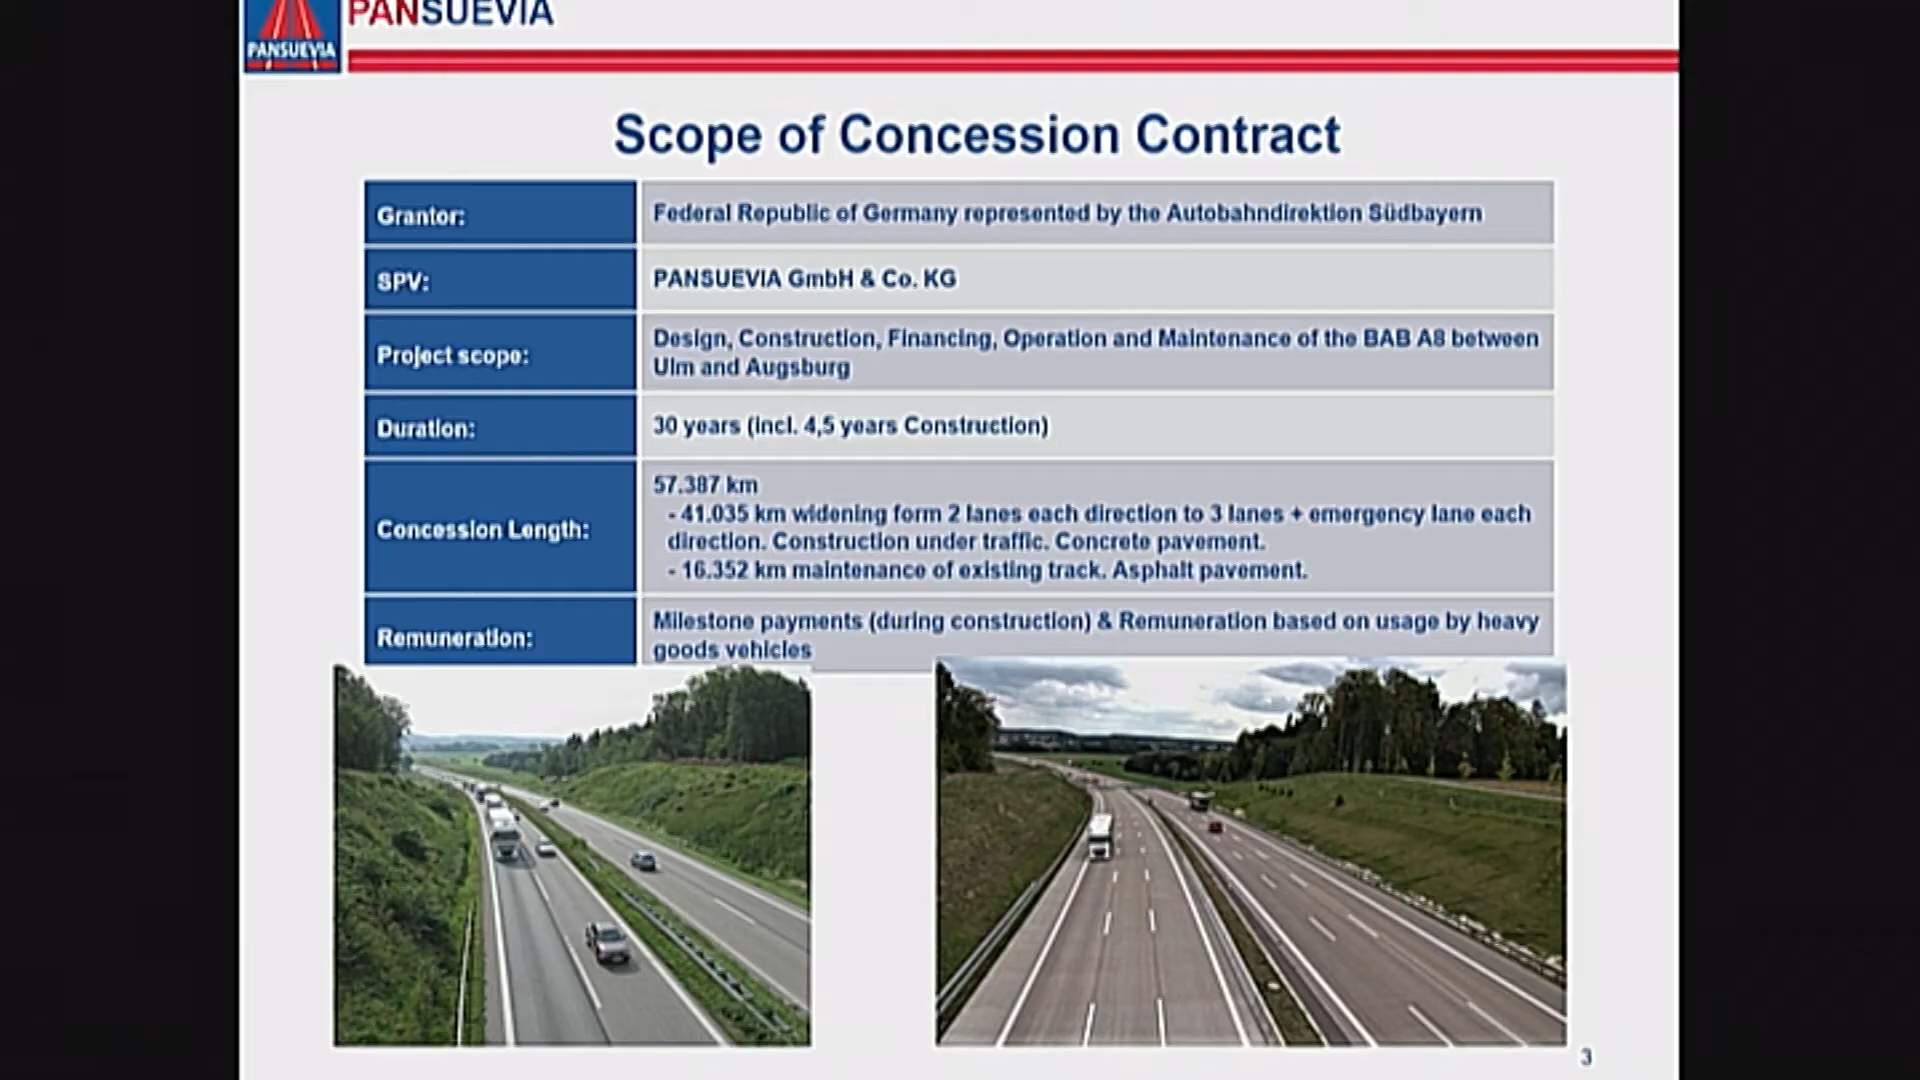 PANSUEVIA
PANSUEVIA
Scope of Concession Contract
Grantor:
Federal Republic of Germany represented by the Autobahndirektion Südbayern
SPV:
PANSUEVIA GmbH & Co. KG
Project scope:
Design, Construction, Financing, Operation and Maintenance of the BAB A8 between
Ulm and Augsburg
Duration:
30 years (incl. 4,5 years Construction)
Concession Length:
57.387 km
- 41.035 km widening form 2 lanes each direction to 3 lanes + emergency lane each
direction. Construction under traffic. Concrete pavement.
- 16.352 km maintenance of existing track. Asphalt pavement.
Remuneration:
Milestone payments (during construction) & Remuneration based on usage by heavy
goods vehicles
3